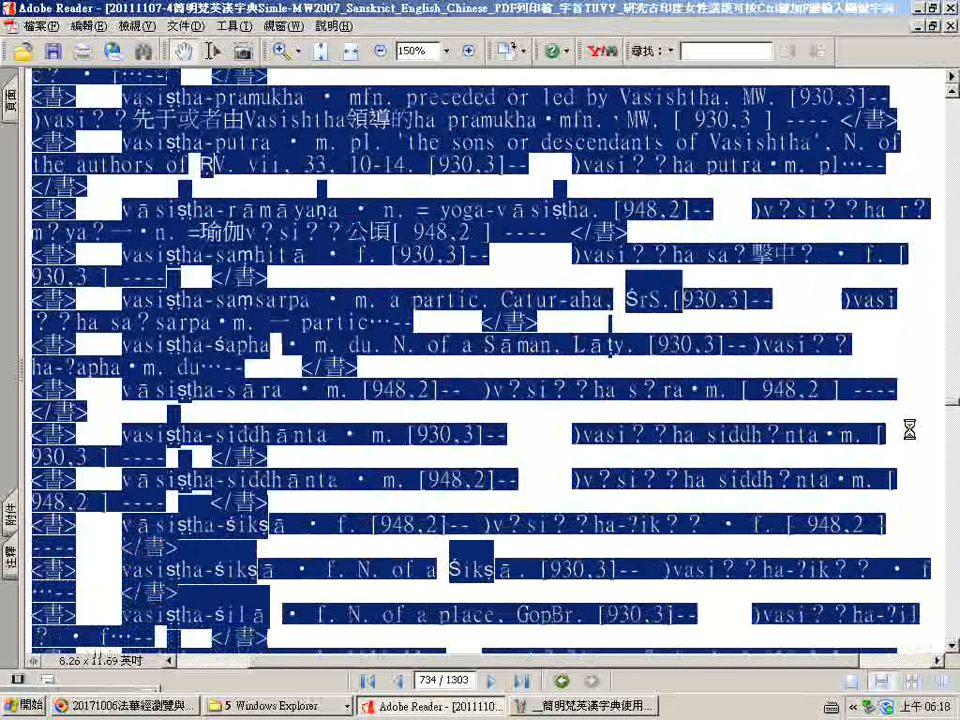 Adobe Reader - [20111107-4簡明梵英漢字典Simle-MW2007_Sanskrit_English_Chinese_PDF列印檔_字首TUVY_研究古印度女性議題可按Ctrl鍵加F鍵輸入關鍵字詞
檔案(F) 編輯(E) 檢視(V) 文件(D) 工具(T) 視窗(W) 說明(H)
150% 尋找:
頁面
? ‧ f…-- </書>
<書> vasiṣṭha-pramukha ‧ mfn. preceded or led by Vasishtha. MW. [930,3]--
)vasi??先于或者由Vasishtha領導的ha pramukha‧mfn.，MW. [ 930,3 ] ---- </書>
<書> vasiṣṭha-putra ‧ m. pl. 'the sons or descendants of Vasishtha', N. of
the authors of ṚV. vii, 33, 10-14. [930,3]-- )vasi??ha putra‧m. pl…--
</書>
<書> vāsiṣṭha-rāmāyaṇa ‧ n. = yoga-vāsiṣṭha. [948,2]-- )v?si??ha r?
m?ya?一‧n. =瑜伽v?si??公頃[ 948,2 ] ---- </書>
<書> vasiṣṭha-saṃhitā ‧ f. [930,3]-- )vasi??ha sa?擊中? ‧ f. [
930,3 ] ---- </書>
<書> vasiṣṭha-saṃsarpa ‧ m. a partic. Catur-aha, ŚrS.[930,3]-- )vasi
??ha sa?sarpa‧m. 一 partic…-- </書>
<書> vasiṣṭha-śapha ‧ m. du. N. of a Sāman, Lāṭy. [930,3]--)vasi??
ha-?apha‧m. du…-- </書>
<書> vāsiṣṭha-sāra ‧ m. [948,2]-- )v?si??ha s?ra‧m. [ 948,2 ] ----
</書>
<書> vasiṣṭha-siddhānta ‧ m. [930,3]-- )vasi??ha siddh?nta‧m. [
930,3 ] ---- </書>
<書> vāsiṣṭha-siddhānta ‧ m. [948,2]-- )v?si??ha siddh?nta‧m. [
948,2 ] ---- </書>
<書> vāsiṣṭha-śikṣā ‧ f. [948,2]-- )v?si??ha-?ik?? ‧ f. [ 948,2 ]
---- </書>
<書> vasiṣṭha-śikṣā ‧ f. N. of a Śikṣā. [930,3]-- )vasi??ha-?ik?? ‧ f
…-- </書>
<書> vasiṣṭha-śilā ‧ f. N. of a place, GopBr. [930,3]-- )vasi??ha-?il
? ‧ f…-- </書>
附件
注釋
8.26 x 11.69 英吋
734 / 1303
開始 20171006法華經瀏覽與... 5 Windows Explorer Adobe Reader - [2011110... __簡明梵英漢字典使用... 上午 06:18